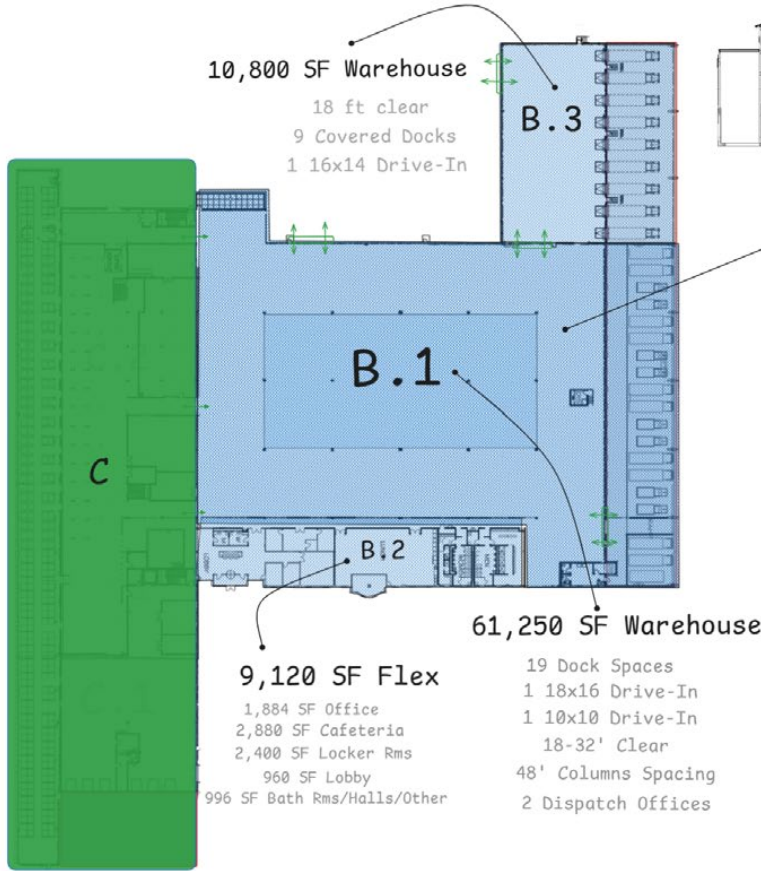 10,800 SF Warehouse
18 ft clear
9 Covered Docks
1 16x14 Drive-In
B.3
B.1
C
B.2
LOBBY
MEN
61,250 SF Warehouse
19 Dock Spaces
1 18x16 Drive-In
1 10x10 Drive-In
18-32' Clear
48' Columns Spacing
2 Dispatch Offices
9,120 SF Flex
1,884 SF Office
2,880 SF Cafeteria
2,400 SF Locker Rms
960 SF Lobby
996 SF Bath Rms/Halls/Other